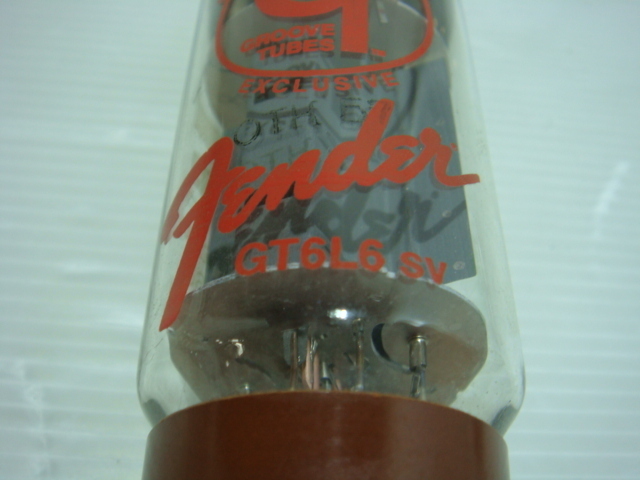 GROOVE
TUBES
EXCLUSIVE
Fender
GT6L6 SV